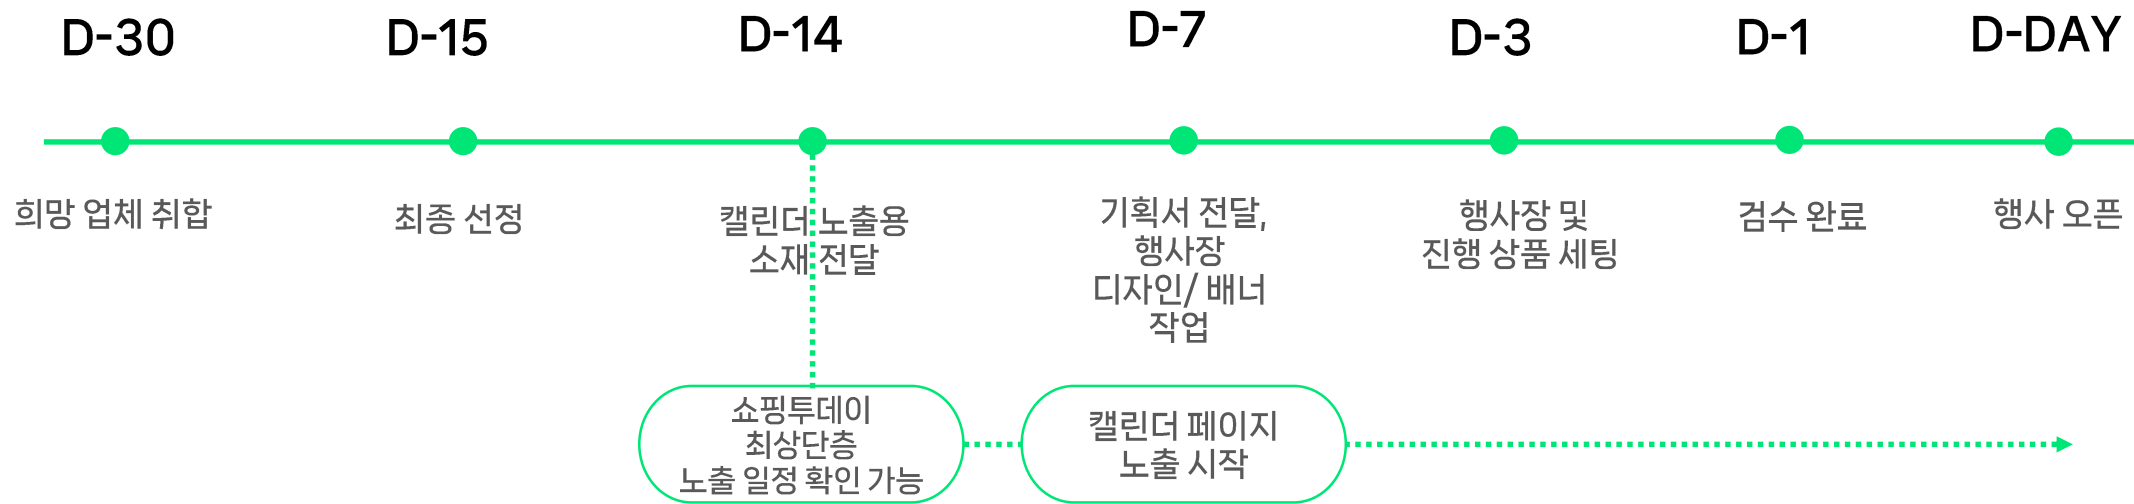 D-30
D-15
D-14
D-7
D-3
D-1
D-DAY
희망 업체 취합
최종 선정
캘린더 노출용
소재 전달
기획서 전달,
행사장
디자인/ 배너
작업
행사장 및
진행 상품 세팅
검수 완료
행사 오픈
쇼핑투데이
최상단층
노출 일정 확인 가능
캘린더 페이지
노출 시작